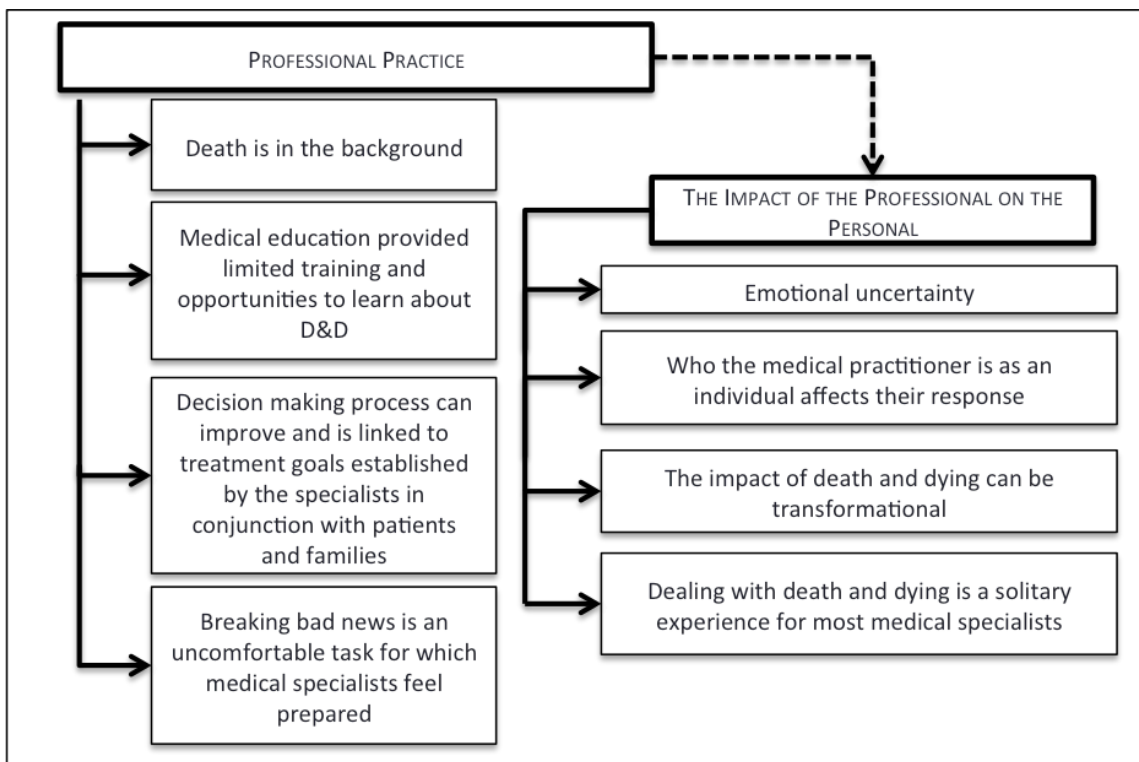 PROFESSIONAL PRACTICE
Death is in the background
Medical education provided
limited training and
opportunities to learn about
D&D
Decision making process can
improve and is linked to
treatment goals established
by the specialists in
conjunction with patients
and families
Breaking bad news is an
uncomfortable task for which
medical specialists feel
prepared
THE IMPACT OF THE PROFESSIONAL ON THE
PERSONAL
Emotional uncertainty
Who the medical practitioner is as an
individual affects their response
The impact of death and dying can be
transformational
Dealing with death and dying is a solitary
experience for most medical specialists